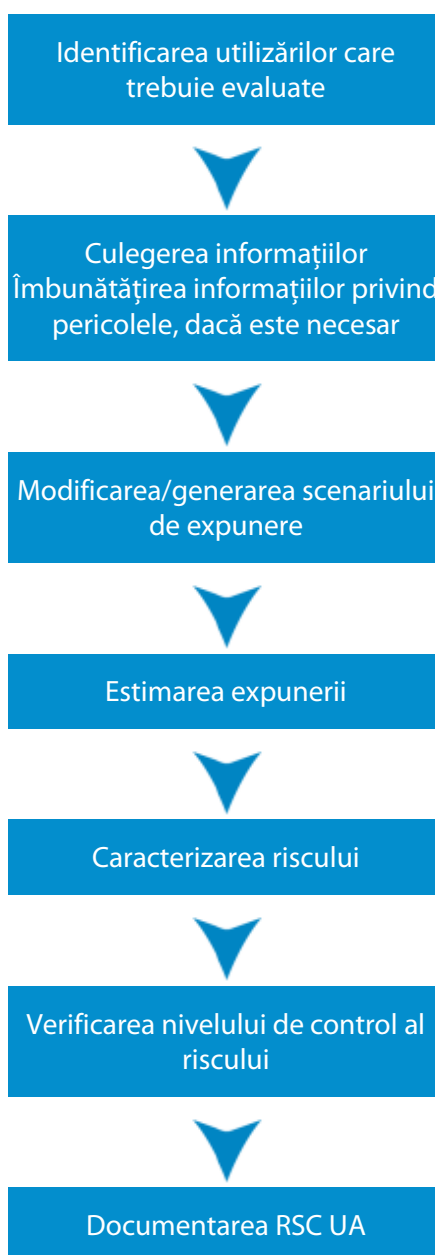 Identificarea utilizărilor care
trebuie evaluate
Culegerea informațiilor
Îmbunătățirea informațiilor privind
pericolele, dacă este necesar
Modificarea/generarea scenariului
de expunere
Estimarea expunerii
Caracterizarea riscului
Verificarea nivelului de control al
riscului
Documentarea RSC UA